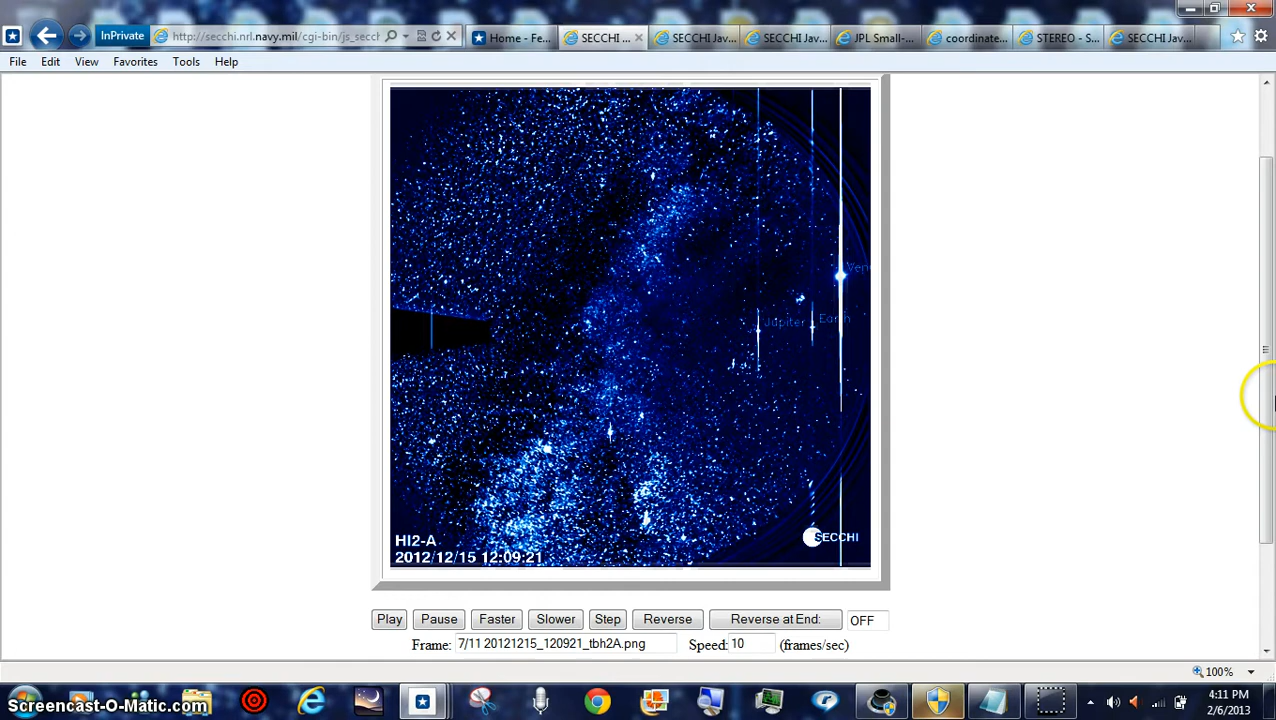 InPrivate
http://secchi.nrl.navy.mil/cgi-bin/js_secch
Home - Fe...
SECCHI ...
SECCHI Jav...
SECCHI Jav...
JPL Small-...
coordinate...
STEREO - S...
SECCHI Jav...
File Edit View Favorites Tools Help
Venu
Jupiter
Earth
HI2-A
2012/12/15 12:09:21
SECCHI
Play Pause Faster Slower Step Reverse Reverse at End: OFF
Frame: 7/11 20121215_120921_tbh2A.png Speed: 10 (frames/sec)
100%
Screencast-O-Matic.com
4:11 PM
2/6/2013